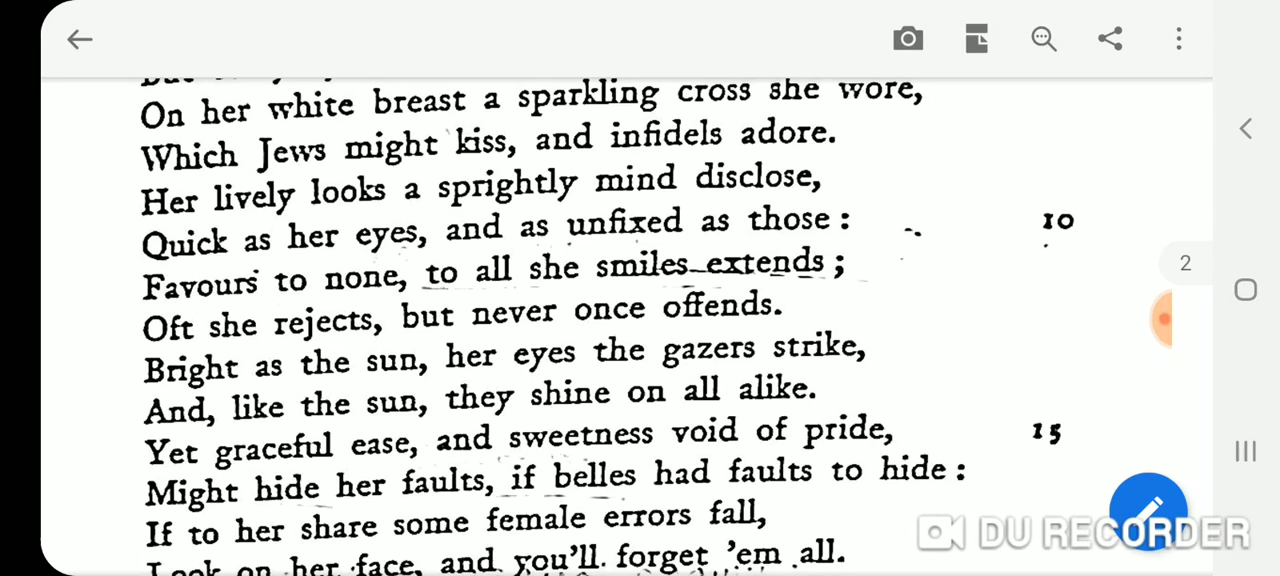 On her white breast a sparkling cross she wore,
Which Jews might kiss, and infidels adore.
Her lively looks a sprightly mind disclose,
Quick as her eyes, and as unfixed as those : 10
Favours to none, to all she smiles extends ;
2
Oft she rejects, but never once offends.
Bright as the sun, her eyes the gazers strike,
And, like the sun, they shine on all alike.
Yet graceful ease, and sweetness void of pride, 15
Might hide her faults, if belles had faults to hide :
If to her share some female errors fall,
DU RECORDER
Look on her face, and you'll forget 'em all.